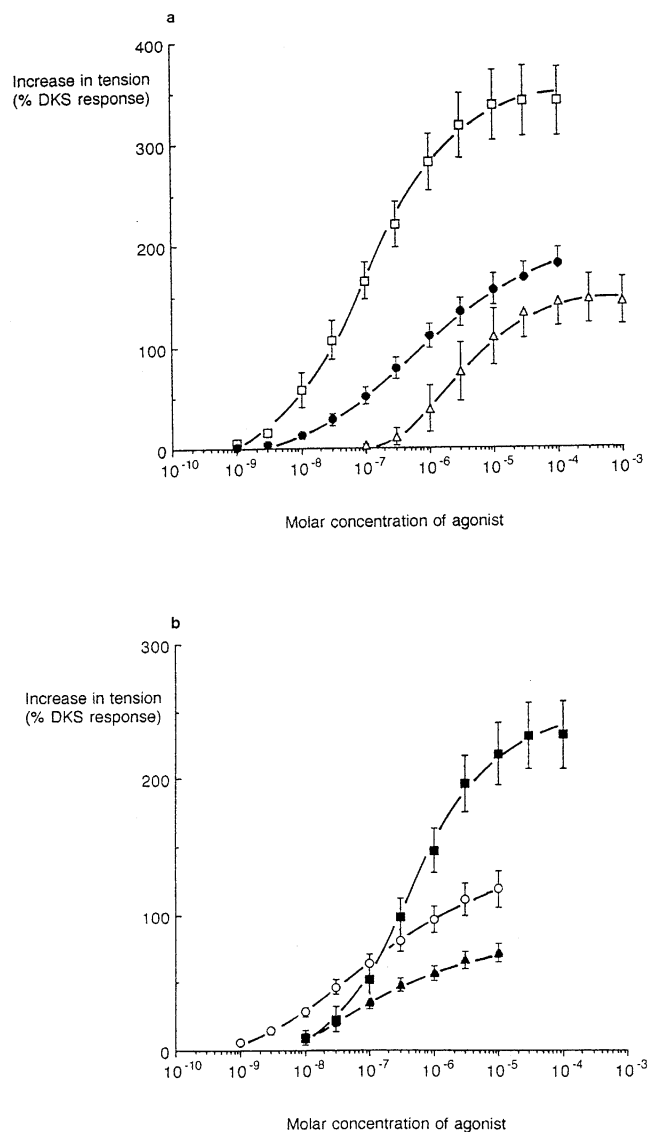 a
400
Increase in tension
(% DKS response)
300
200
100
0
10⁻¹⁰ 10⁻⁹ 10⁻⁸ 10⁻⁷ 10⁻⁶ 10⁻⁵ 10⁻⁴ 10⁻³
Molar concentration of agonist
b
300
Increase in tension
(% DKS response)
200
100
0
10⁻¹⁰ 10⁻⁹ 10⁻⁸ 10⁻⁷ 10⁻⁶ 10⁻⁵ 10⁻⁴ 10⁻³
Molar concentration of agonist